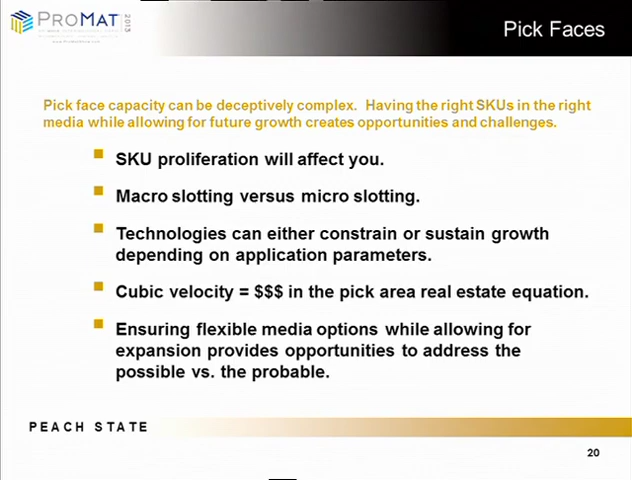 PROMAT 2013
Pick Faces
Pick face capacity can be deceptively complex. Having the right SKUs in the right
media while allowing for future growth creates opportunities and challenges.
SKU proliferation will affect you.
Macro slotting versus micro slotting.
Technologies can either constrain or sustain growth
depending on application parameters.
Cubic velocity = $$$ in the pick area real estate equation.
Ensuring flexible media options while allowing for
expansion provides opportunities to address the
possible vs. the probable.
PEACH STATE
20